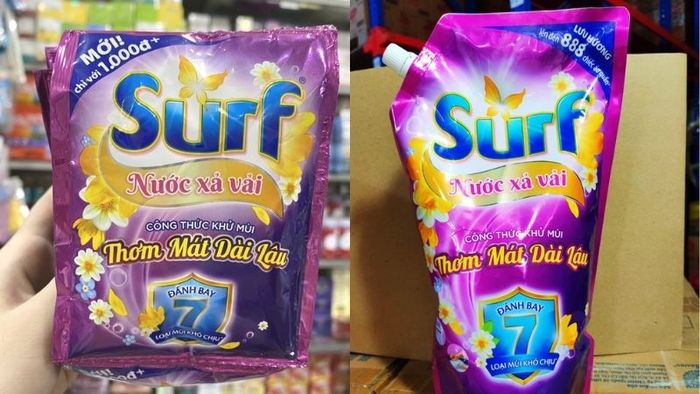 MỚI!
chỉ với 1.000đ+
Surf
Nước xả vải
CÔNG THỨC KHỬ MÙI
Thơm Mát Dài Lâu
ĐÁNH BAY
7
LOẠI MÙI KHÓ CHỊU
LƯU HƯƠNG
lên đến 888
Surf
Nước xả vải
CÔNG THỨC KHỬ MÙI
Thơm Mát Dài Lâu
ĐÁNH BAY
7
LOẠI MÙI KHÓ CHỊU